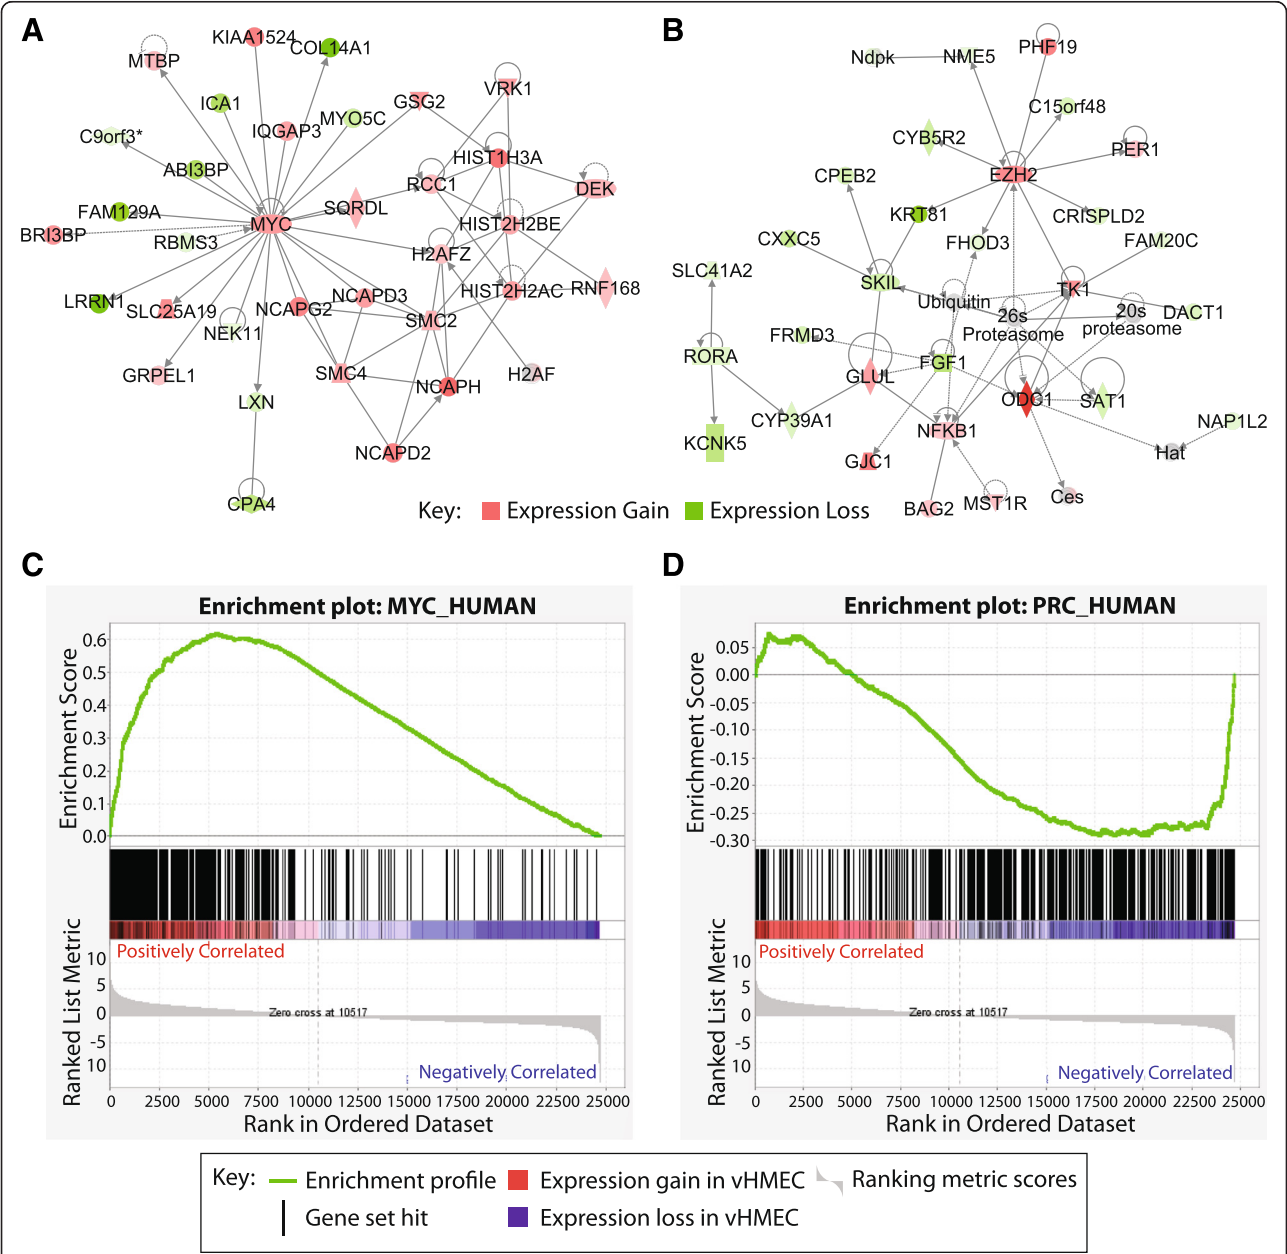 A
KIAA1524
COL14A1
MTBP
VRK1
GSG2
ICA1
MYO5C
IQGAP3
C9orf3*
HIST1H3A
ABI3BP
RCC1
DEK
SQRDL
FAM129A
MYC
HIST2H2BE
BRI3BP
RBMS3
H2AFZ
HIST2H2AC
RNF168
LRRN1
SLC25A19
NCAPG2
NCAPD3
SMC2
NEK11
GRPEL1
SMC4
NCAPH
H2AF
LXN
NCAPD2
CPA4
B
Ndpk
NME5
PHF19
C15orf48
CYB5R2
PER1
CPEB2
EZH2
KRT81
CRISPLD2
CXXC5
FHOD3
FAM20C
SLC41A2
SKIL
Ubiquitin
TK1
26s
Proteasome
20s
proteasome
DACT1
FRMD3
RORA
GLUL
FGF1
ODC1
SAT1
CYP39A1
NFKB1
NAP1L2
KCNK5
GJC1
Hat
BAG2
MST1R
Ces
Key: Expression Gain Expression Loss
C
Enrichment plot: MYC_HUMAN
Enrichment Score
0.6
0.5
0.4
0.3
0.2
0.1
0.0
Positively Correlated
Ranked List Metric
10
5
0
-5
10
Zero cross at 10517
Negatively Correlated
0 2500 5000 7500 10000 12500 15000 17500 20000 22500 25000
Rank in Ordered Dataset
D
Enrichment plot: PRC_HUMAN
Enrichment Score
0.05
0.00
-0.05
-0.10
-0.15
-0.20
-0.25
-0.30
Positively Correlated
Ranked List Metric
10
5
0
-5
10
Zero cross at 10517
Negatively Correlated
0 2500 5000 7500 10000 12500 15000 17500 20000 22500 25000
Rank in Ordered Dataset
Key: Enrichment profile Expression gain in vHMEC Ranking metric scores
Gene set hit Expression loss in vHMEC